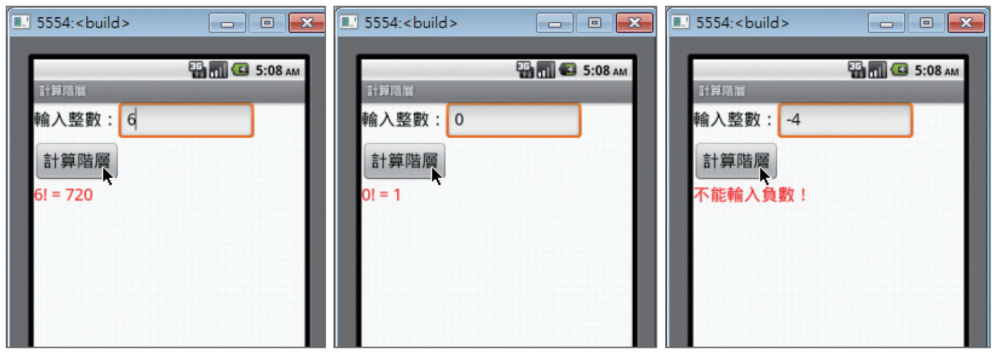 5554:<build>
3G 5:08 AM
計算階層
輸入整數： 6
計算階層
6! = 720
5554:<build>
3G 5:08 AM
計算階層
輸入整數： 0
計算階層
0! = 1
5554:<build>
3G 5:08 AM
計算階層
輸入整數： -4
計算階層
不能輸入負數！